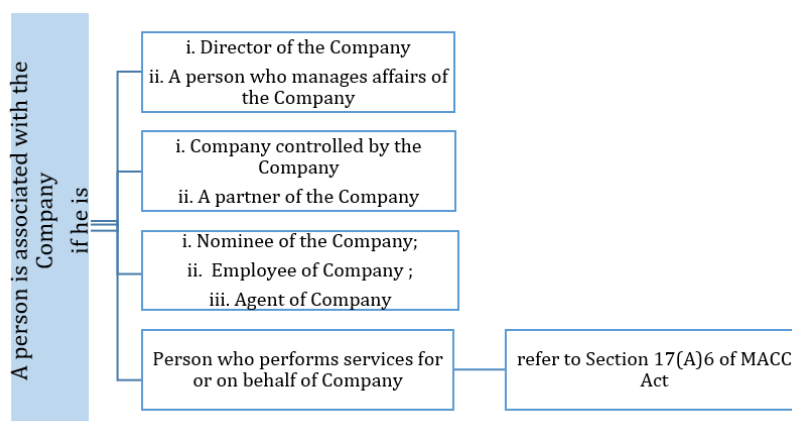 A person is associated with the
Company
if he is
i. Director of the Company
ii. A person who manages affairs of
the Company
i. Company controlled by the
Company
ii. A partner of the Company
i. Nominee of the Company;
ii. Employee of Company ;
iii. Agent of Company
Person who performs services for
or on behalf of Company
refer to Section 17(A)6 of MACC
Act